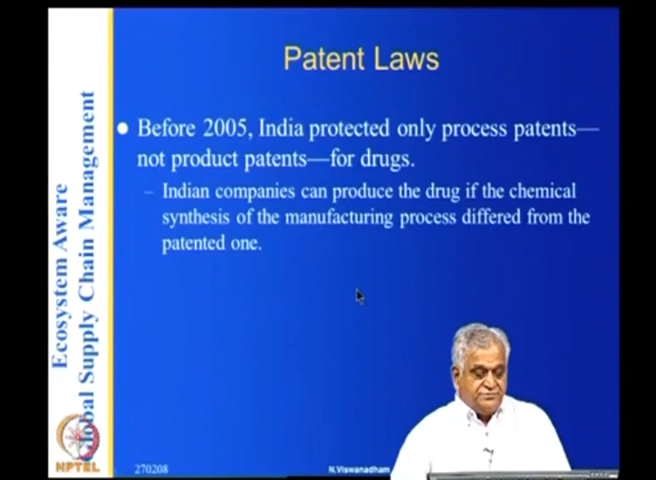 Patent Laws
Before 2005, India protected only process patents—
not product patents—for drugs.
– Indian companies can produce the drug if the chemical
synthesis of the manufacturing process differed from the
patented one.
Ecosystem Aware
Global Supply Chain Management
NPTEL
270208
N.Viswanadham